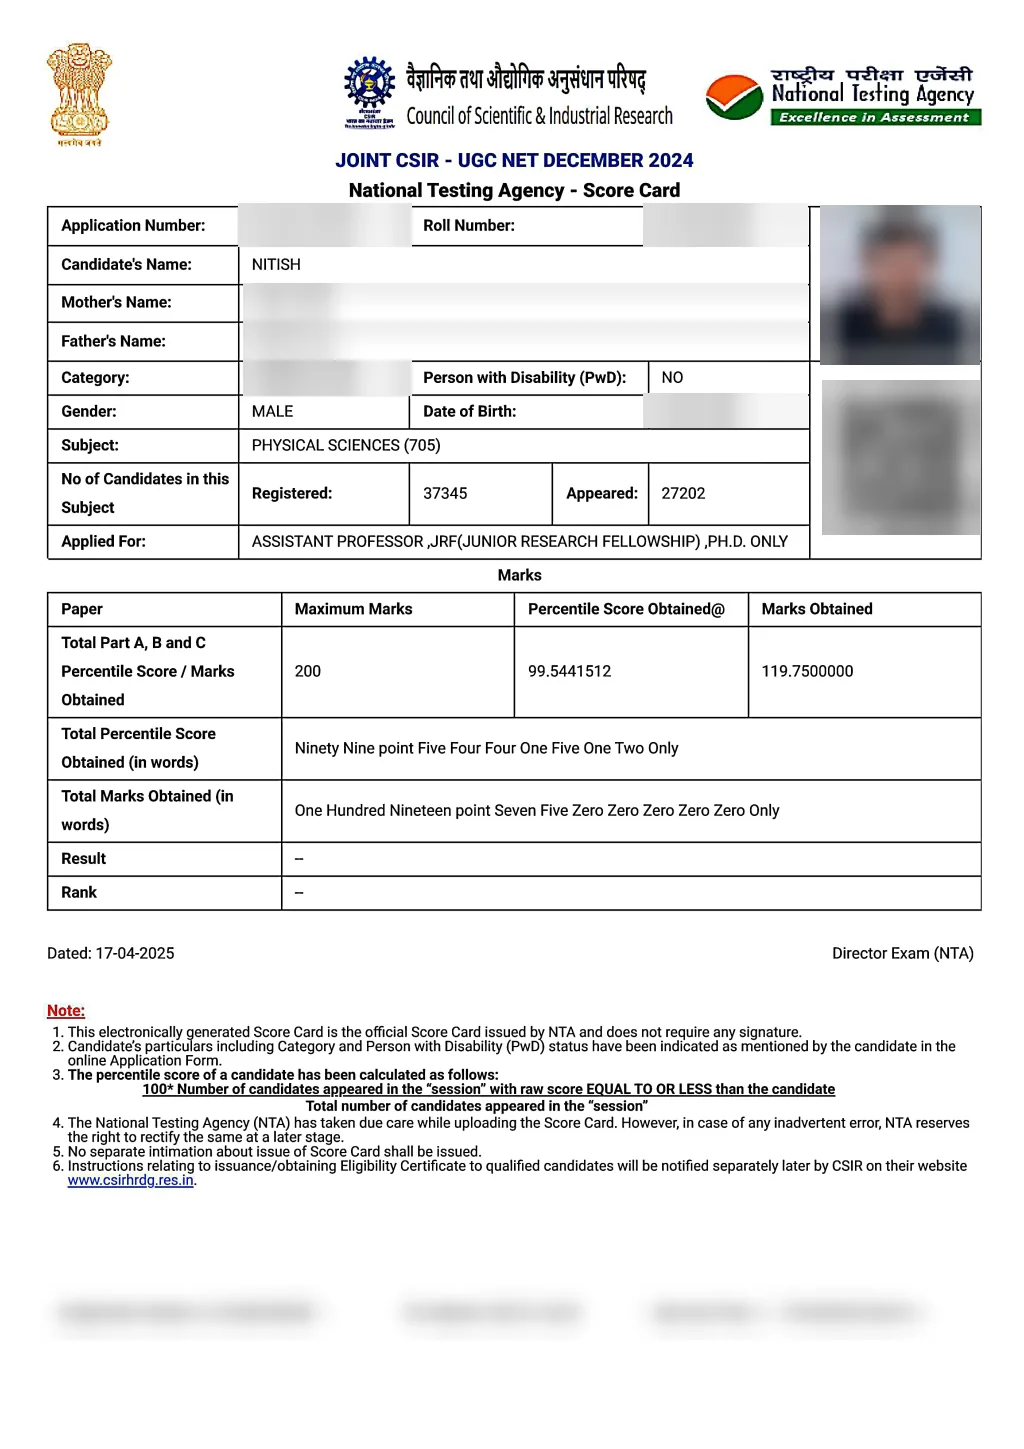 सत्यमेव जयते
वैज्ञानिक तथा औद्योगिक अनुसंधान परिषद्
Council of Scientific & Industrial Research
CSIR
राष्ट्रीय परीक्षा एजेंसी
National Testing Agency
Excellence in Assessment
JOINT CSIR - UGC NET DECEMBER 2024
National Testing Agency - Score Card
Application Number: Roll Number:
Candidate's Name: NITISH
Mother's Name:
Father's Name:
Category: Person with Disability (PwD): NO
Gender: MALE Date of Birth:
Subject: PHYSICAL SCIENCES (705)
No of Candidates in this
Subject
Registered: 37345 Appeared: 27202
Applied For: ASSISTANT PROFESSOR ,JRF(JUNIOR RESEARCH FELLOWSHIP) ,PH.D. ONLY
Marks
Paper Maximum Marks Percentile Score Obtained@ Marks Obtained
Total Part A, B and C
Percentile Score / Marks
Obtained
200 99.5441512 119.7500000
Total Percentile Score
Obtained (in words)
Ninety Nine point Five Four Four One Five One Two Only
Total Marks Obtained (in
words)
One Hundred Nineteen point Seven Five Zero Zero Zero Zero Zero Only
Result --
Rank --
Dated: 17-04-2025 Director Exam (NTA)
Note:
1. This electronically generated Score Card is the official Score Card issued by NTA and does not require any signature.
2. Candidate's particulars including Category and Person with Disability (PwD) status have been indicated as mentioned by the candidate in the
online Application Form.
3. The percentile score of a candidate has been calculated as follows:
100* Number of candidates appeared in the “session” with raw score EQUAL TO OR LESS than the candidate
Total number of candidates appeared in the “session”
4. The National Testing Agency (NTA) has taken due care while uploading the Score Card. However, in case of any inadvertent error, NTA reserves
the right to rectify the same at a later stage.
5. No separate intimation about issue of Score Card shall be issued.
6. Instructions relating to issuance/obtaining Eligibility Certificate to qualified candidates will be notified separately later by CSIR on their website
www.csirhrdg.res.in.